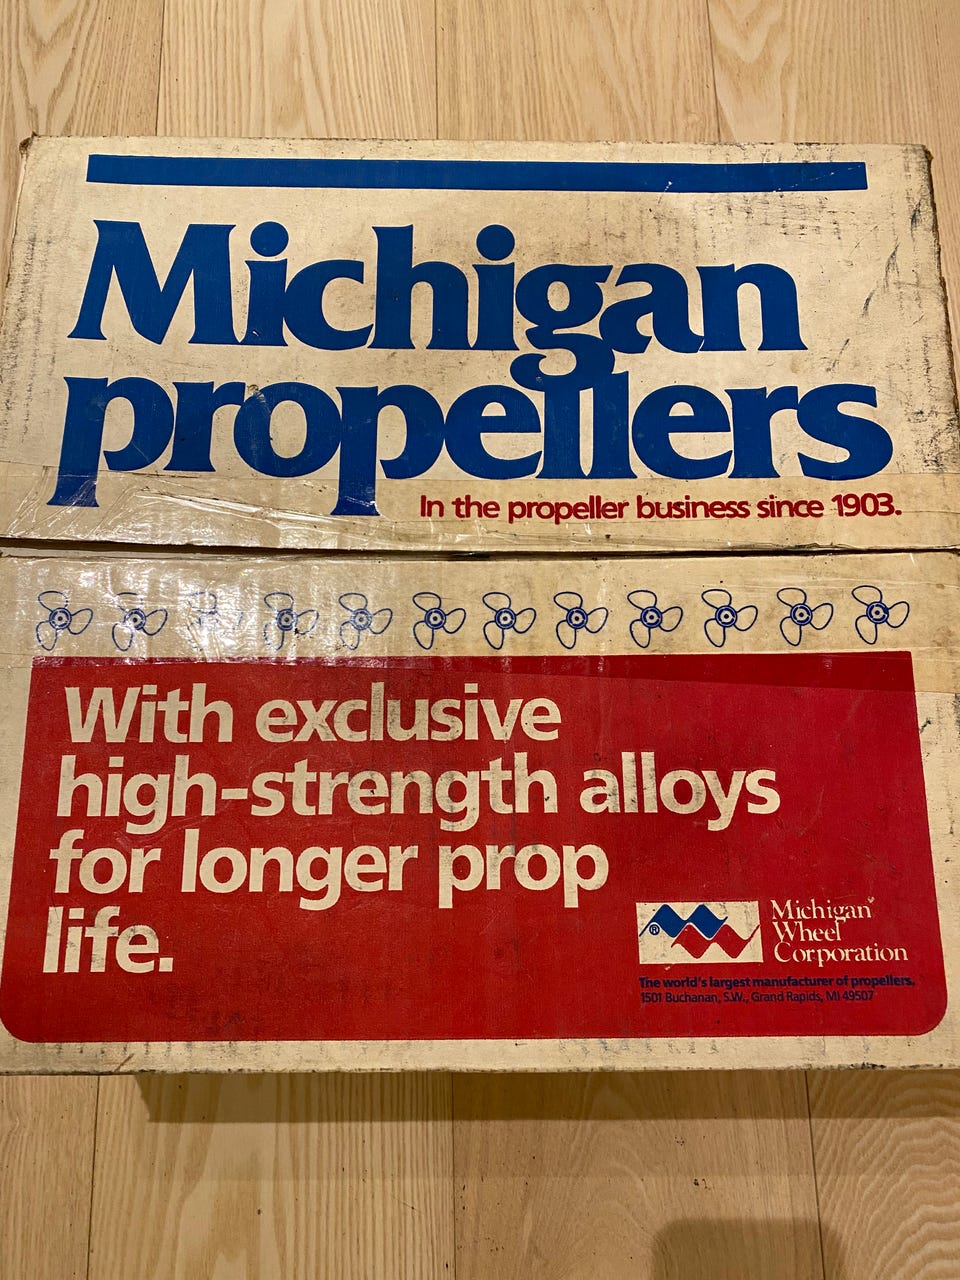 Michigan
propellers
In the propeller business since 1903.
With exclusive
high-strength alloys
for longer prop
life.
®
Michigan
Wheel
Corporation
The world's largest manufacturer of propellers.
1501 Buchanan, S.W., Grand Rapids, MI 49507